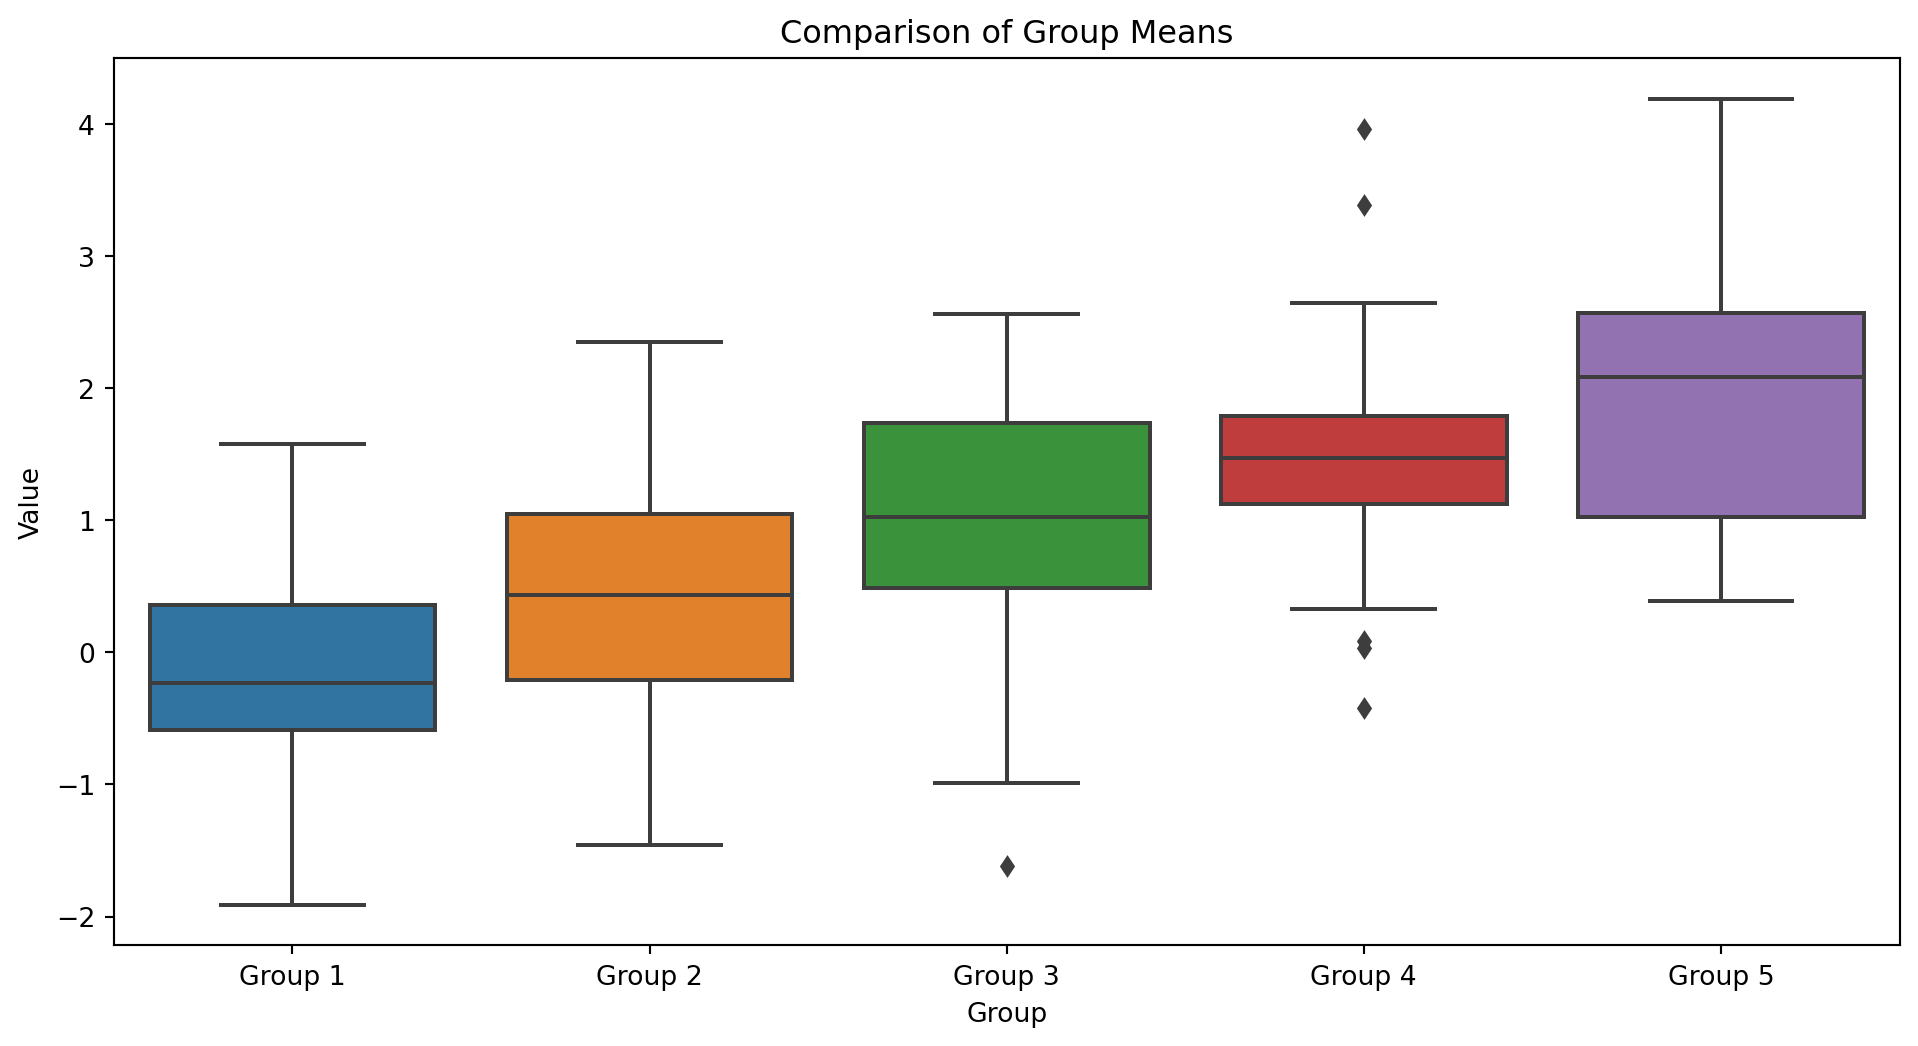 Comparison of Group Means
Value
4
3
2
1
0
−1
−2
Group 1
Group 2
Group 3
Group 4
Group 5
Group